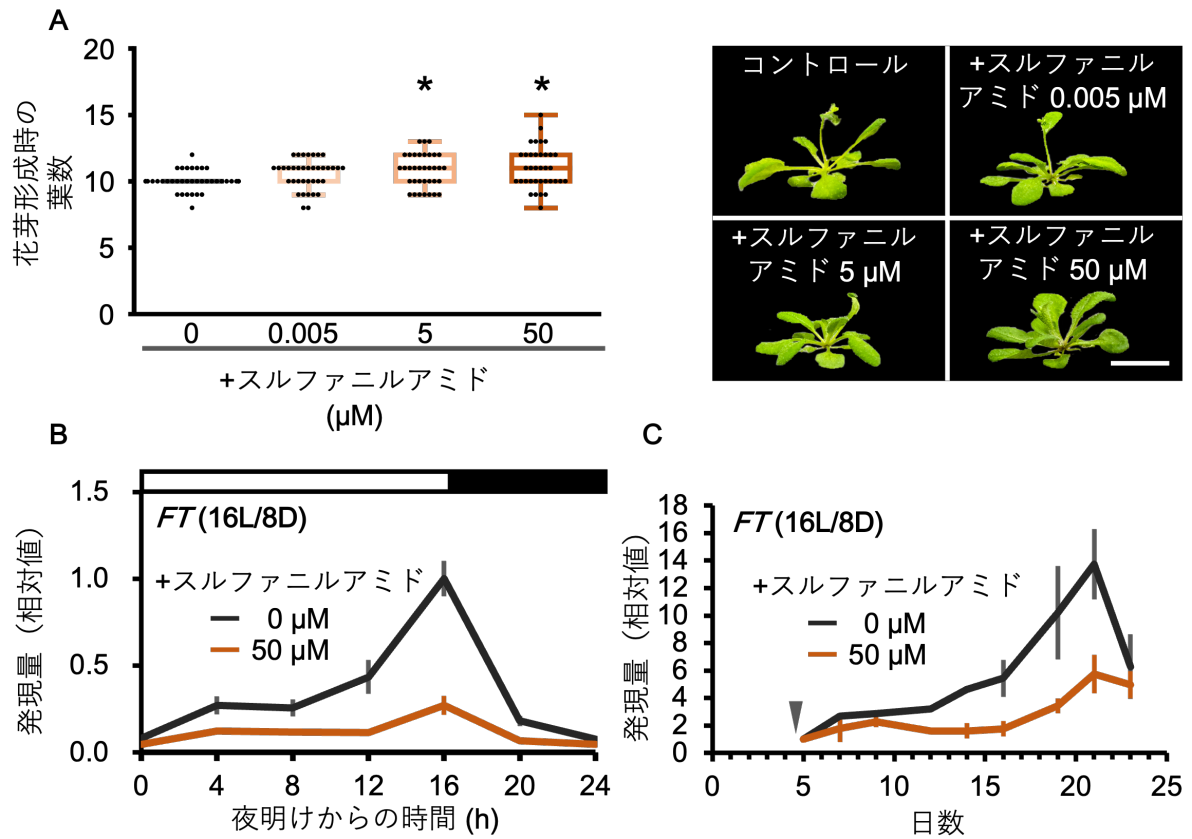 A
花芽形成時の
葉数
20
15
10
5
0
*
*
0
0.005
5
50
+スルファニルアミド
(μM)
コントロール
+スルファニル
アミド 0.005 μM
+スルファニル
アミド 5 μM
+スルファニル
アミド 50 μM
B
発現量（相対値）
1.5
1.0
0.5
0.0
FT (16L/8D)
+スルファニルアミド
0 μM
50 μM
0
4
8
12
16
20
24
夜明けからの時間 (h)
C
発現量（相対値）
18
16
14
12
10
8
6
4
2
0
FT (16L/8D)
+スルファニルアミド
0 μM
50 μM
0
5
10
15
20
25
日数